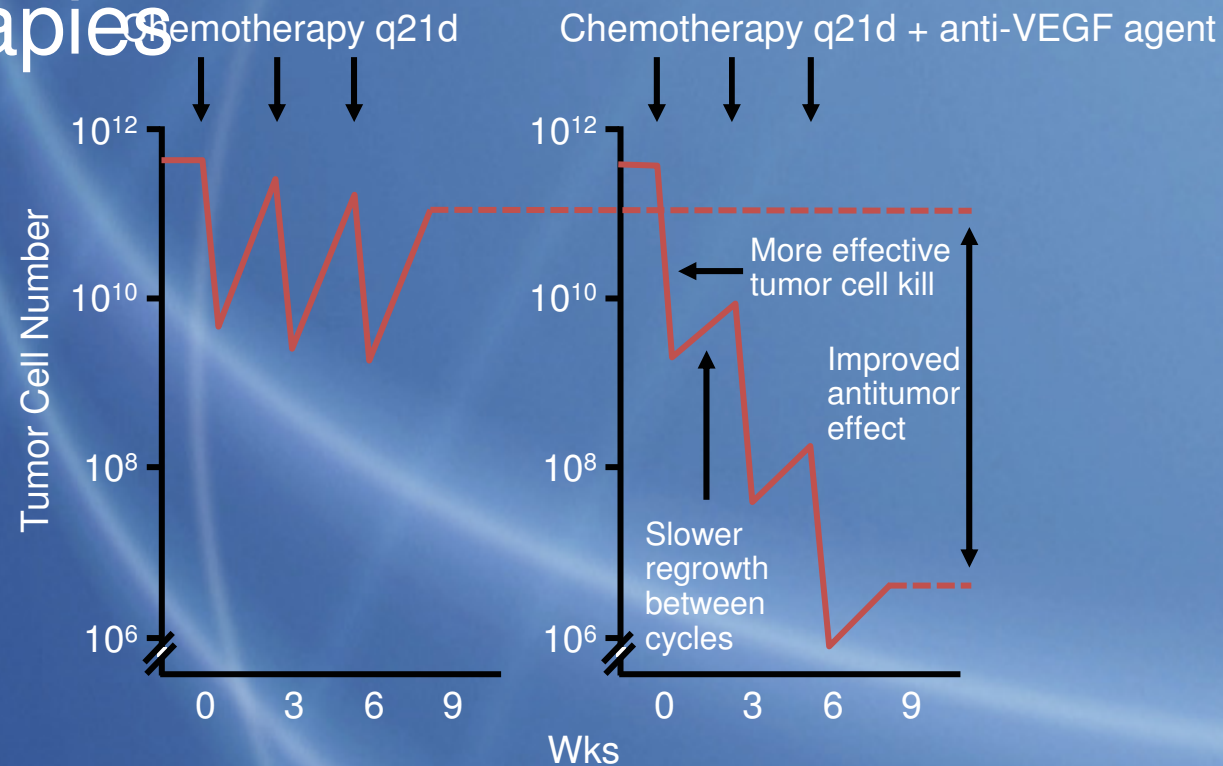 apies
Chemotherapy q21d
Chemotherapy q21d + anti-VEGF agent
Tumor Cell Number
10¹²
10¹⁰
10⁸
10⁶
0 3 6 9
10¹²
10¹⁰
10⁸
10⁶
More effective
tumor cell kill
Improved
antitumor
effect
Slower
regrowth
between
cycles
0 3 6 9
Wks